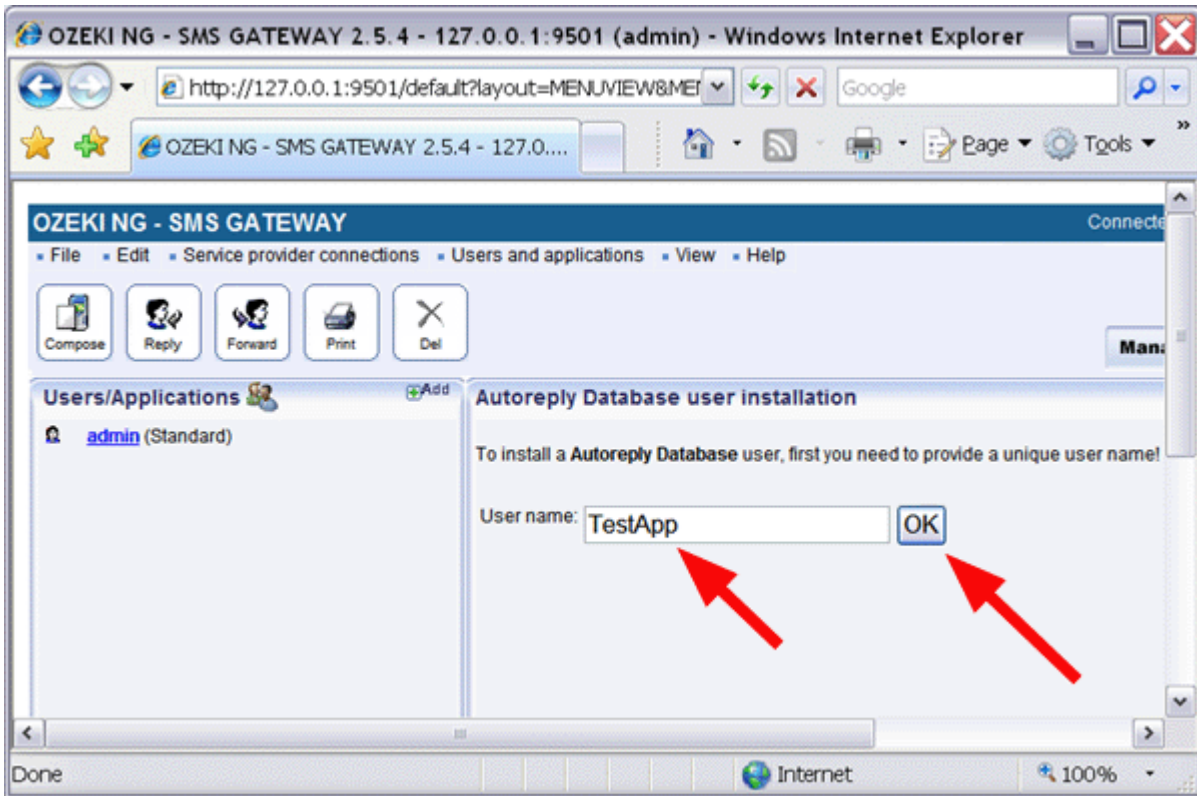 OZEKI NG - SMS GATEWAY 2.5.4 - 127.0.0.1:9501 (admin) - Windows Internet Explorer
http://127.0.0.1:9501/default?layout=MENUVIEW&MEN
Google
OZEKI NG - SMS GATEWAY 2.5.4 - 127.0....
Page
Tools
OZEKI NG - SMS GATEWAY
Connecte
File Edit Service provider connections Users and applications View Help
Compose Reply Forward Print Del
Mana
Users/Applications
Add
admin (Standard)
Autoreply Database user installation
To install a Autoreply Database user, first you need to provide a unique user name!
User name: TestApp OK
Done
Internet
100%